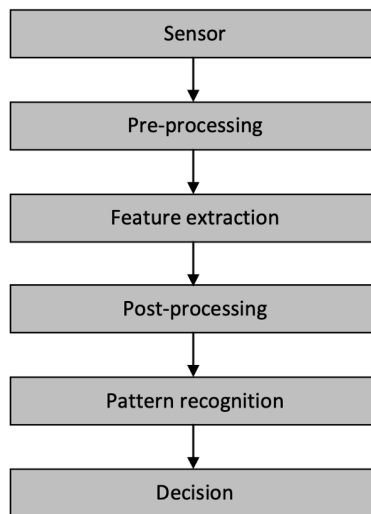 Sensor
Pre-processing
Feature extraction
Post-processing
Pattern recognition
Decision